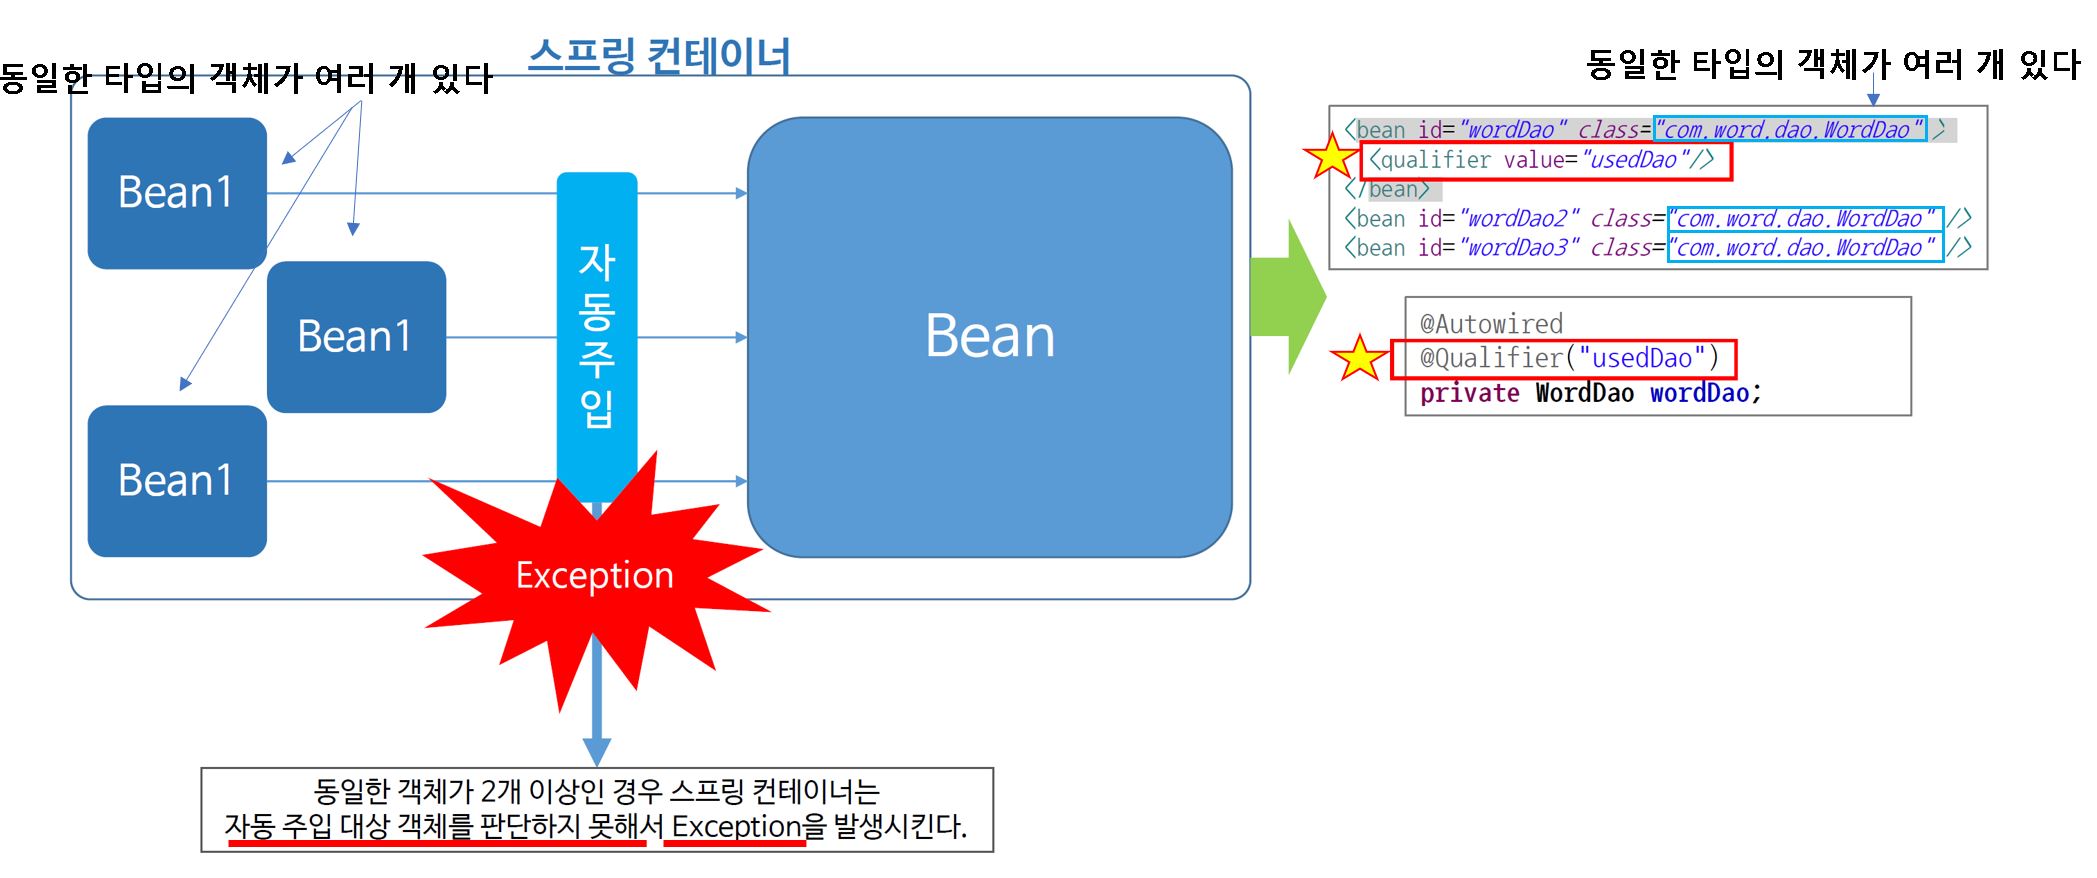 스프링 컨테이너
동일한 타입의 객체가 여러 개 있다
Bean1
Bean1
Bean1
자동주입
Bean
Exception
동일한 객체가 2개 이상인 경우 스프링 컨테이너는
자동 주입 대상 객체를 판단하지 못해서 Exception을 발생시킨다.
동일한 타입의 객체가 여러 개 있다
<bean id="wordDao" class="com.word.dao.WordDao" >
<qualifier value="usedDao"/>
</bean>
<bean id="wordDao2" class="com.word.dao.WordDao" />
<bean id="wordDao3" class="com.word.dao.WordDao" />
@Autowired
@Qualifier("usedDao")
private WordDao wordDao;